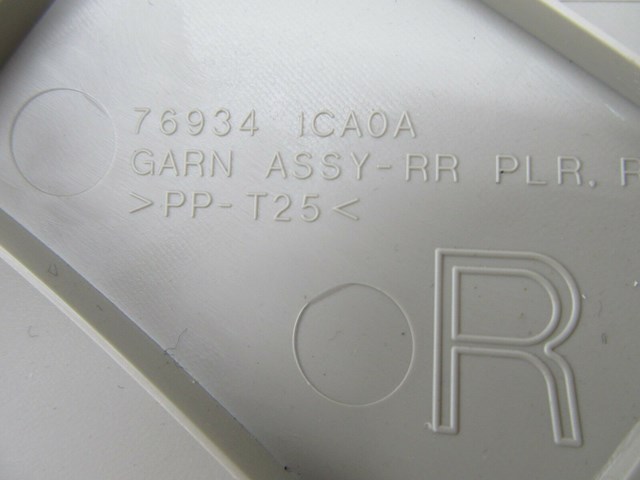 76934 1CA0A
GARN ASSY-RR PLR. R
>PP-T25<
R